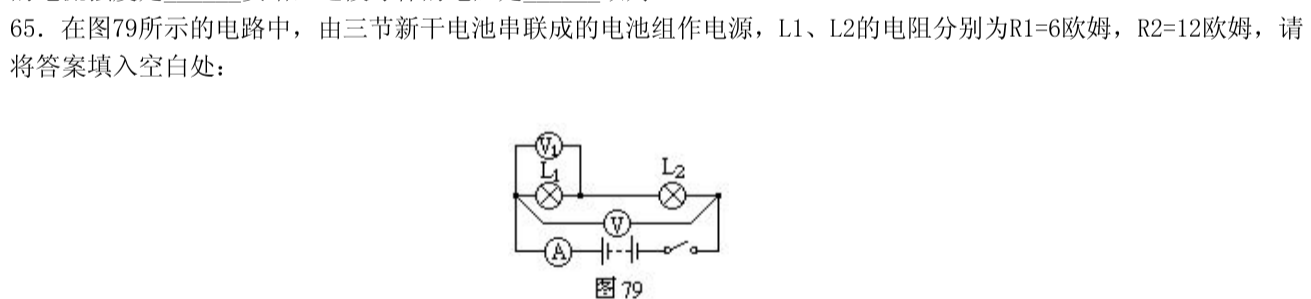 65．在图79所示的电路中，由三节新干电池串联成的电池组作电源，L1、L2的电阻分别为R1=6欧姆，R2=12欧姆，请
将答案填入空白处：
V1
L1
L2
V
A
图79